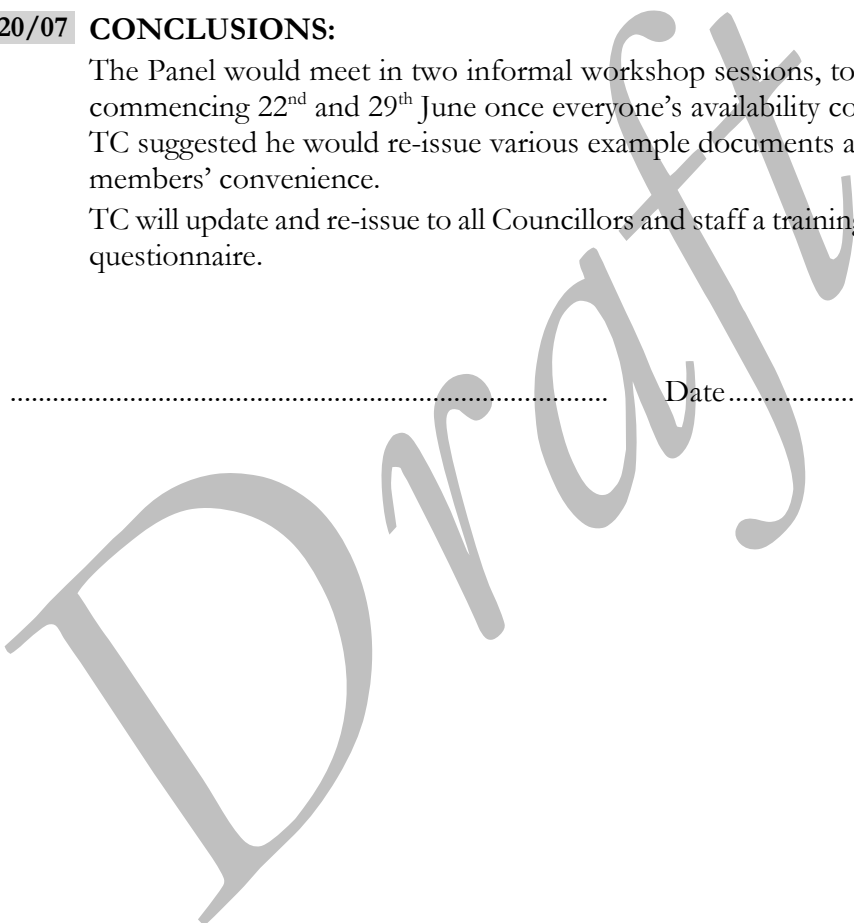 20/07 CONCLUSIONS:
The Panel would meet in two informal workshop sessions, to
commencing 22nd and 29th June once everyone's availability co
TC suggested he would re-issue various example documents a
members' convenience.
TC will update and re-issue to all Councillors and staff a training
questionnaire.
..................................................................................... Date..................
Draft